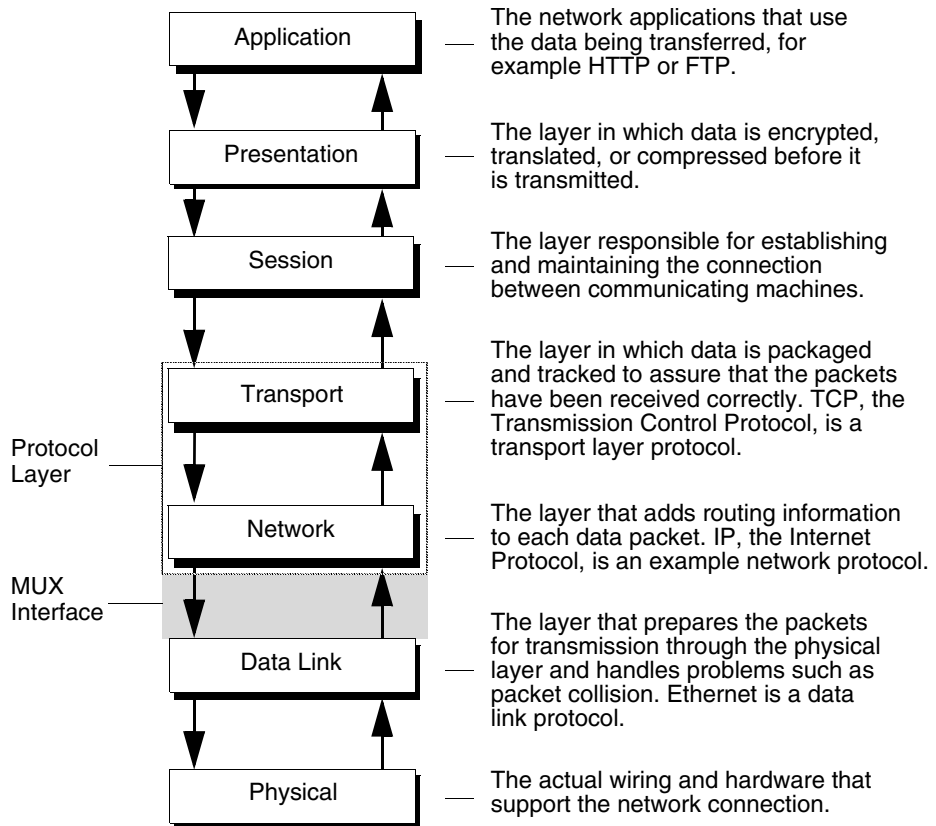 Application
The network applications that use
the data being transferred, for
example HTTP or FTP.
Presentation
The layer in which data is encrypted,
translated, or compressed before it
is transmitted.
Session
The layer responsible for establishing
and maintaining the connection
between communicating machines.
Transport
The layer in which data is packaged
and tracked to assure that the packets
have been received correctly. TCP, the
Transmission Control Protocol, is a
transport layer protocol.
Protocol
Layer
Network
The layer that adds routing information
to each data packet. IP, the Internet
Protocol, is an example network protocol.
MUX
Interface
Data Link
The layer that prepares the packets
for transmission through the physical
layer and handles problems such as
packet collision. Ethernet is a data
link protocol.
Physical
The actual wiring and hardware that
support the network connection.